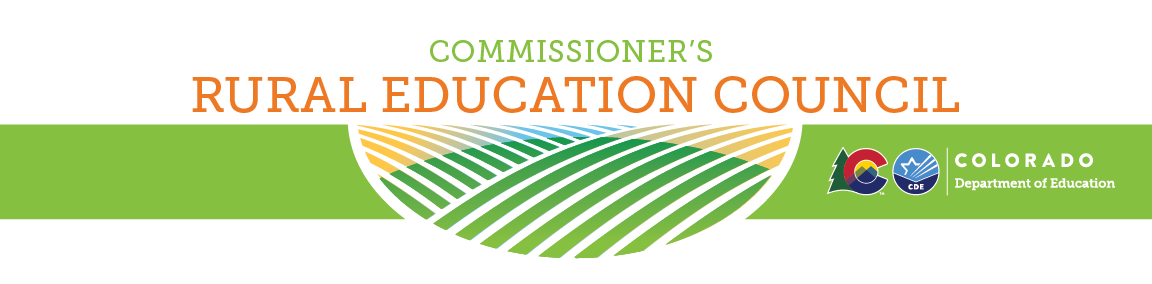 COMMISSIONER'S
RURAL EDUCATION COUNCIL
COLORADO
Department of Education
CDE